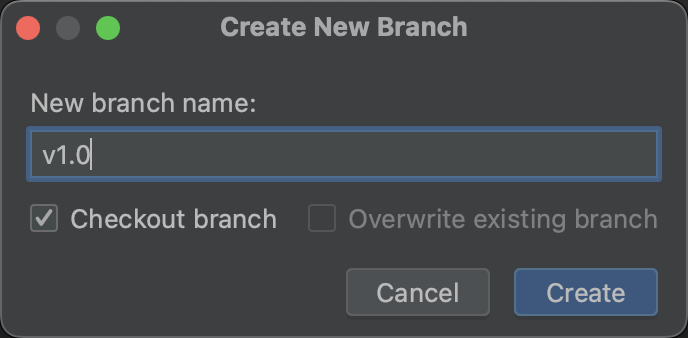 Create New Branch
New branch name:
v1.0
Checkout branch
Overwrite existing branch
Cancel
Create